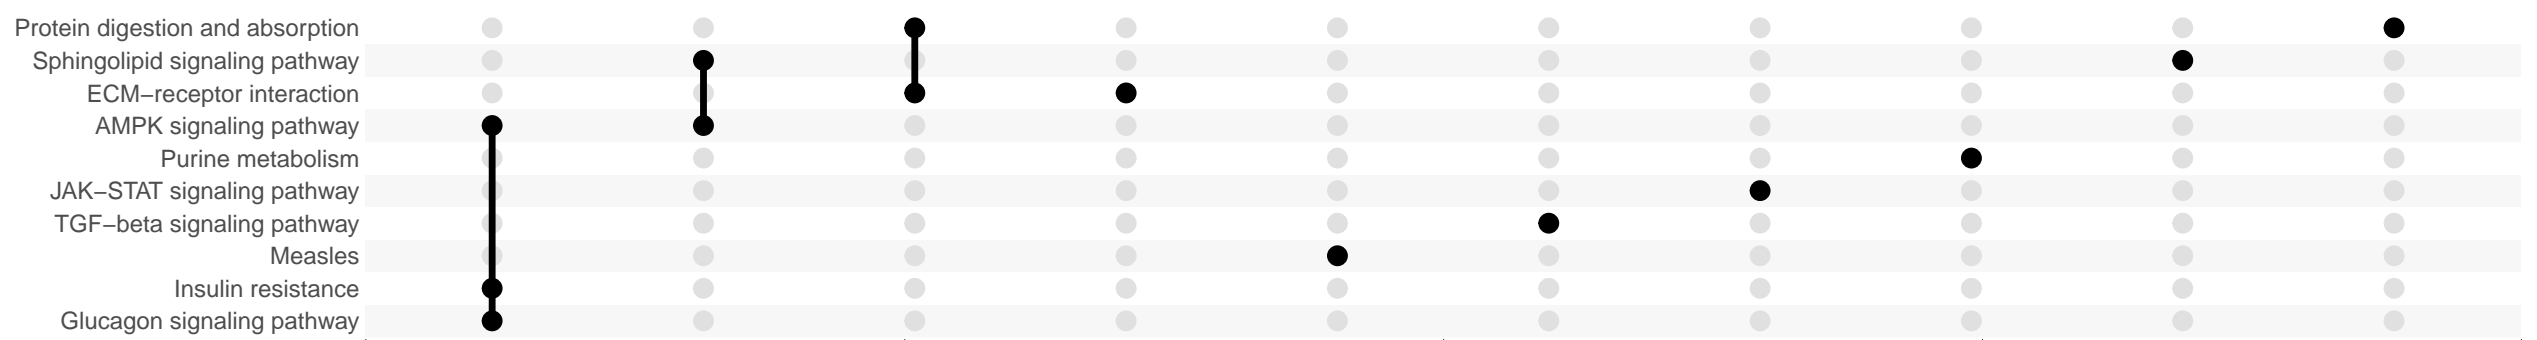 Protein digestion and absorption
Sphingolipid signaling pathway
ECM−receptor interaction
AMPK signaling pathway
Purine metabolism
JAK−STAT signaling pathway
TGF−beta signaling pathway
Measles
Insulin resistance
Glucagon signaling pathway